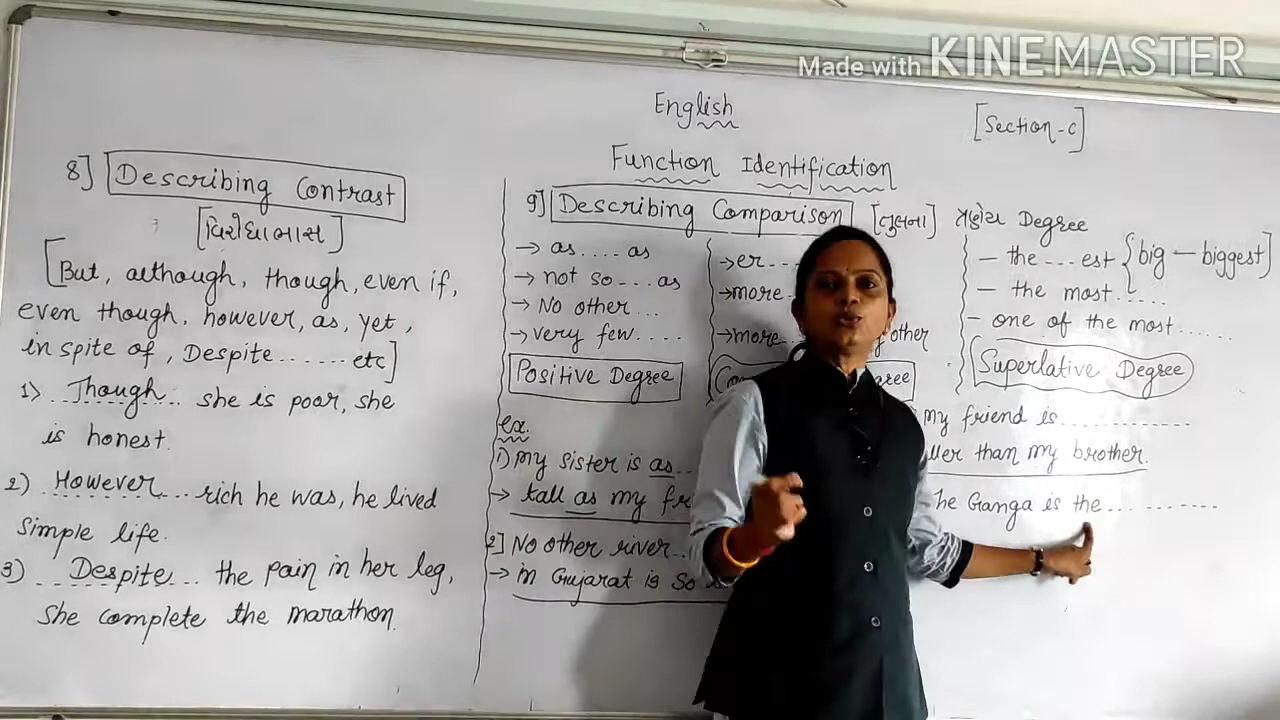 Made with KINEMASTER
English
[Section-C]
Function Identification
8] Describing Contrast
[વિરોધાભાસ]
[But, although, though, even if,
even though, however, as, yet,
in spite of, Despite....... etc]
1> ...Though... she is poor, she
is honest.
2) ...However... rich he was, he lived
simple life.
3) ...Despite... the pain in her leg,
she complete the marathon.
9] Describing Comparison [તુલના]
→ as .... as
→ not so ... as
→ No other ...
→ very few ....
Positive Degree
→ er ...
→ more
→ more other
Degree
– the ... est { big – biggest]
– the most .....
– one of the most .....
Superlative Degree
ex.
1) my sister is as ...
→ tall as my
2] No other river ..
→ in Gujarat is so
my friend is ..............
than my brother.
Ganga is the ... .......